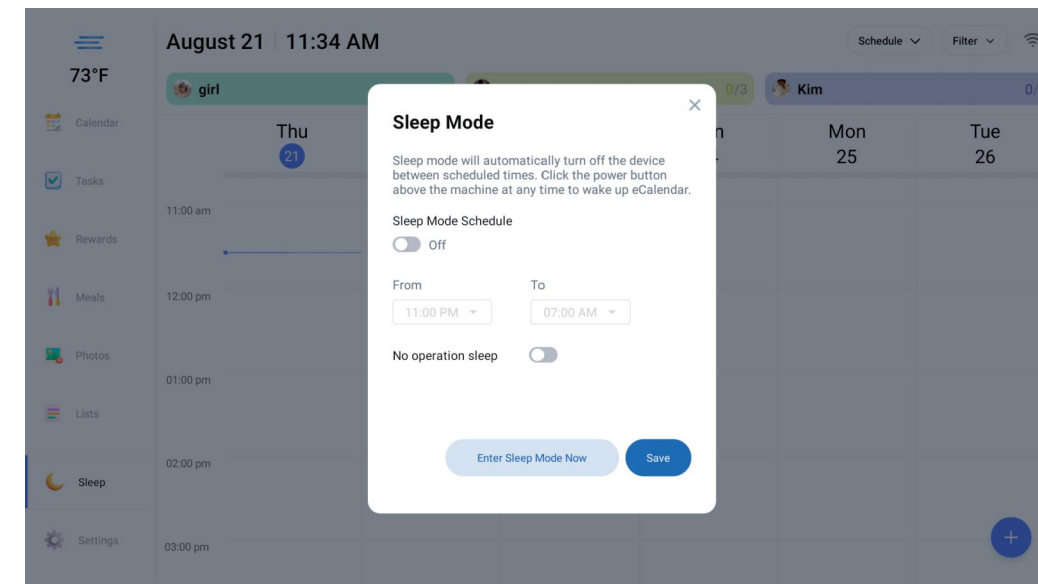 August 21 11:34 AM
Schedule
Filter
73°F
girl
0/3
Kim
0/
Calendar
Tasks
Rewards
Meals
Photos
Lists
Sleep
Settings
Thu
21
n
Mon
25
Tue
26
11:00 am
12:00 pm
01:00 pm
02:00 pm
03:00 pm
Sleep Mode
Sleep mode will automatically turn off the device
between scheduled times. Click the power button
above the machine at any time to wake up eCalendar.
Sleep Mode Schedule
Off
From To
11:00 PM 07:00 AM
No operation sleep
Enter Sleep Mode Now Save